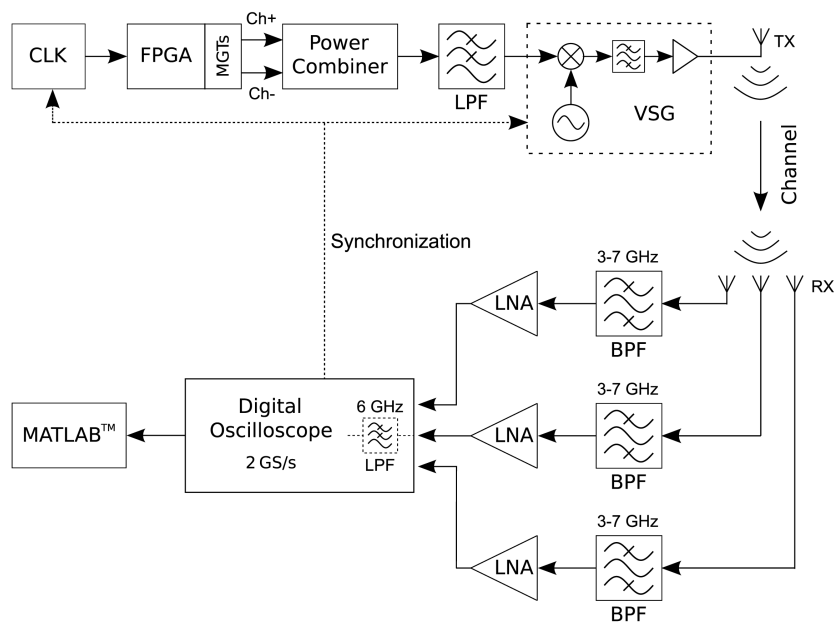 CLK
FPGA
MGTs
Ch+
Ch-
Power
Combiner
LPF
VSG
TX
Channel
Synchronization
3-7 GHz
LNA
BPF
RX
Digital
Oscilloscope
2 GS/s
6 GHz
LPF
MATLAB™
3-7 GHz
LNA
BPF
3-7 GHz
LNA
BPF